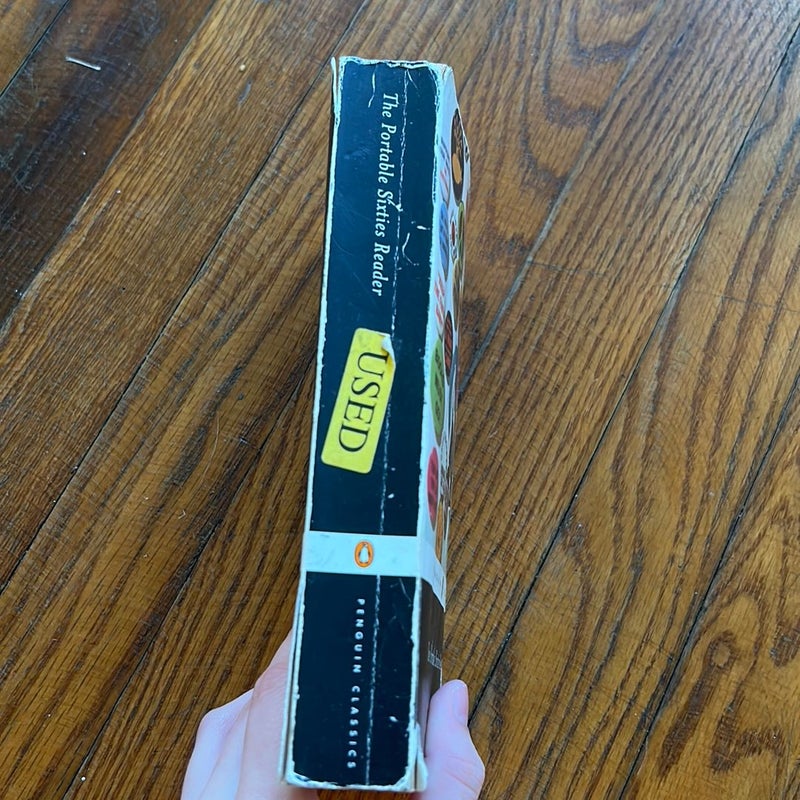 The Portable Sixties Reader
USED
PENGUIN CLASSICS